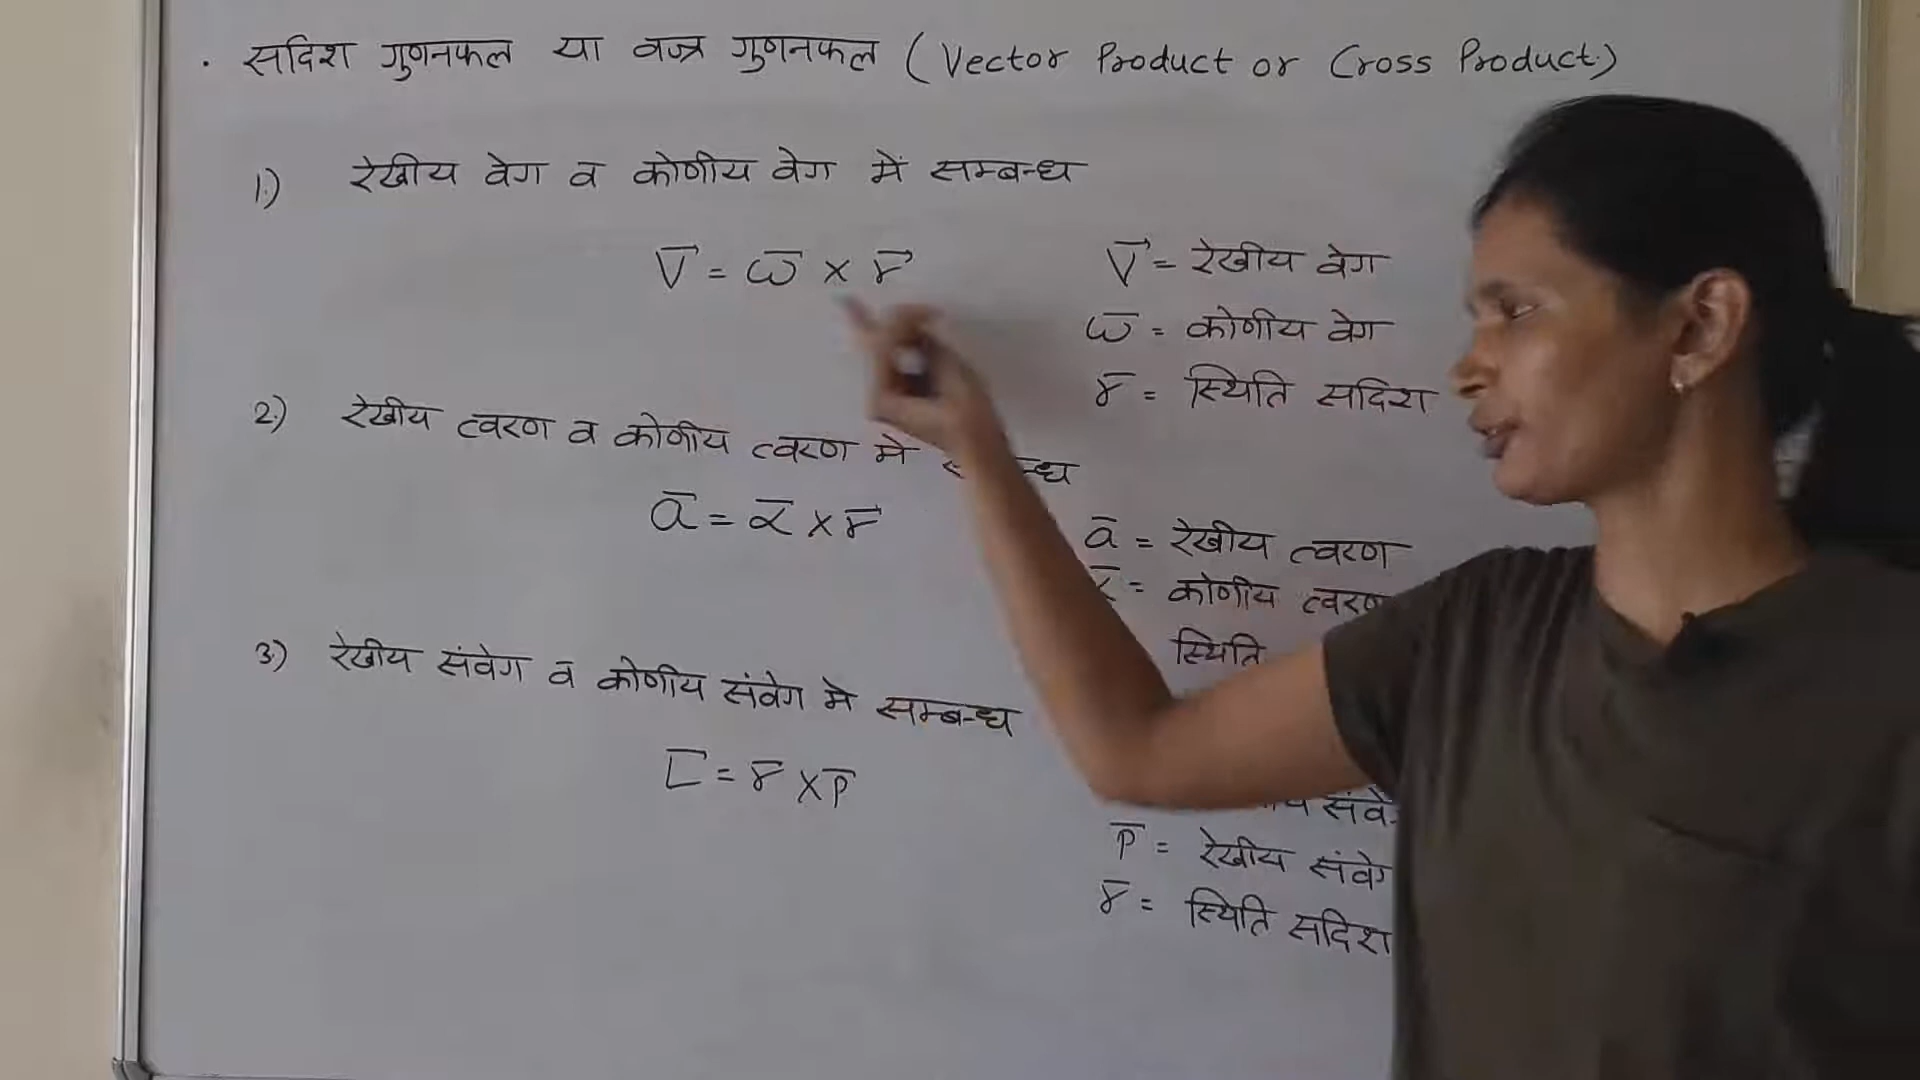 . सदिश गुणनफल या वज्र गुणनफल (Vector Product or Cross Product)
1.) रेखीय वेग व कोणीय वेग में सम्बन्ध
V⃗ = ω̅ × r⃗
V⃗ = रेखीय वेग
ω̅ = कोणीय वेग
r̅ = स्थिति सदिश
2.) रेखीय त्वरण व कोणीय त्वरण मे
a̅ = α̅ × r̅
a̅ = रेखीय त्वरण
= कोणीय त्वरण
स्थिति
3.) रेखीय संवेग व कोणीय संवेग मे सम्बन्ध
L̅ = r̅ × p̅
P̅ = रेखीय संवेग
r̅ = स्थिति सदिश